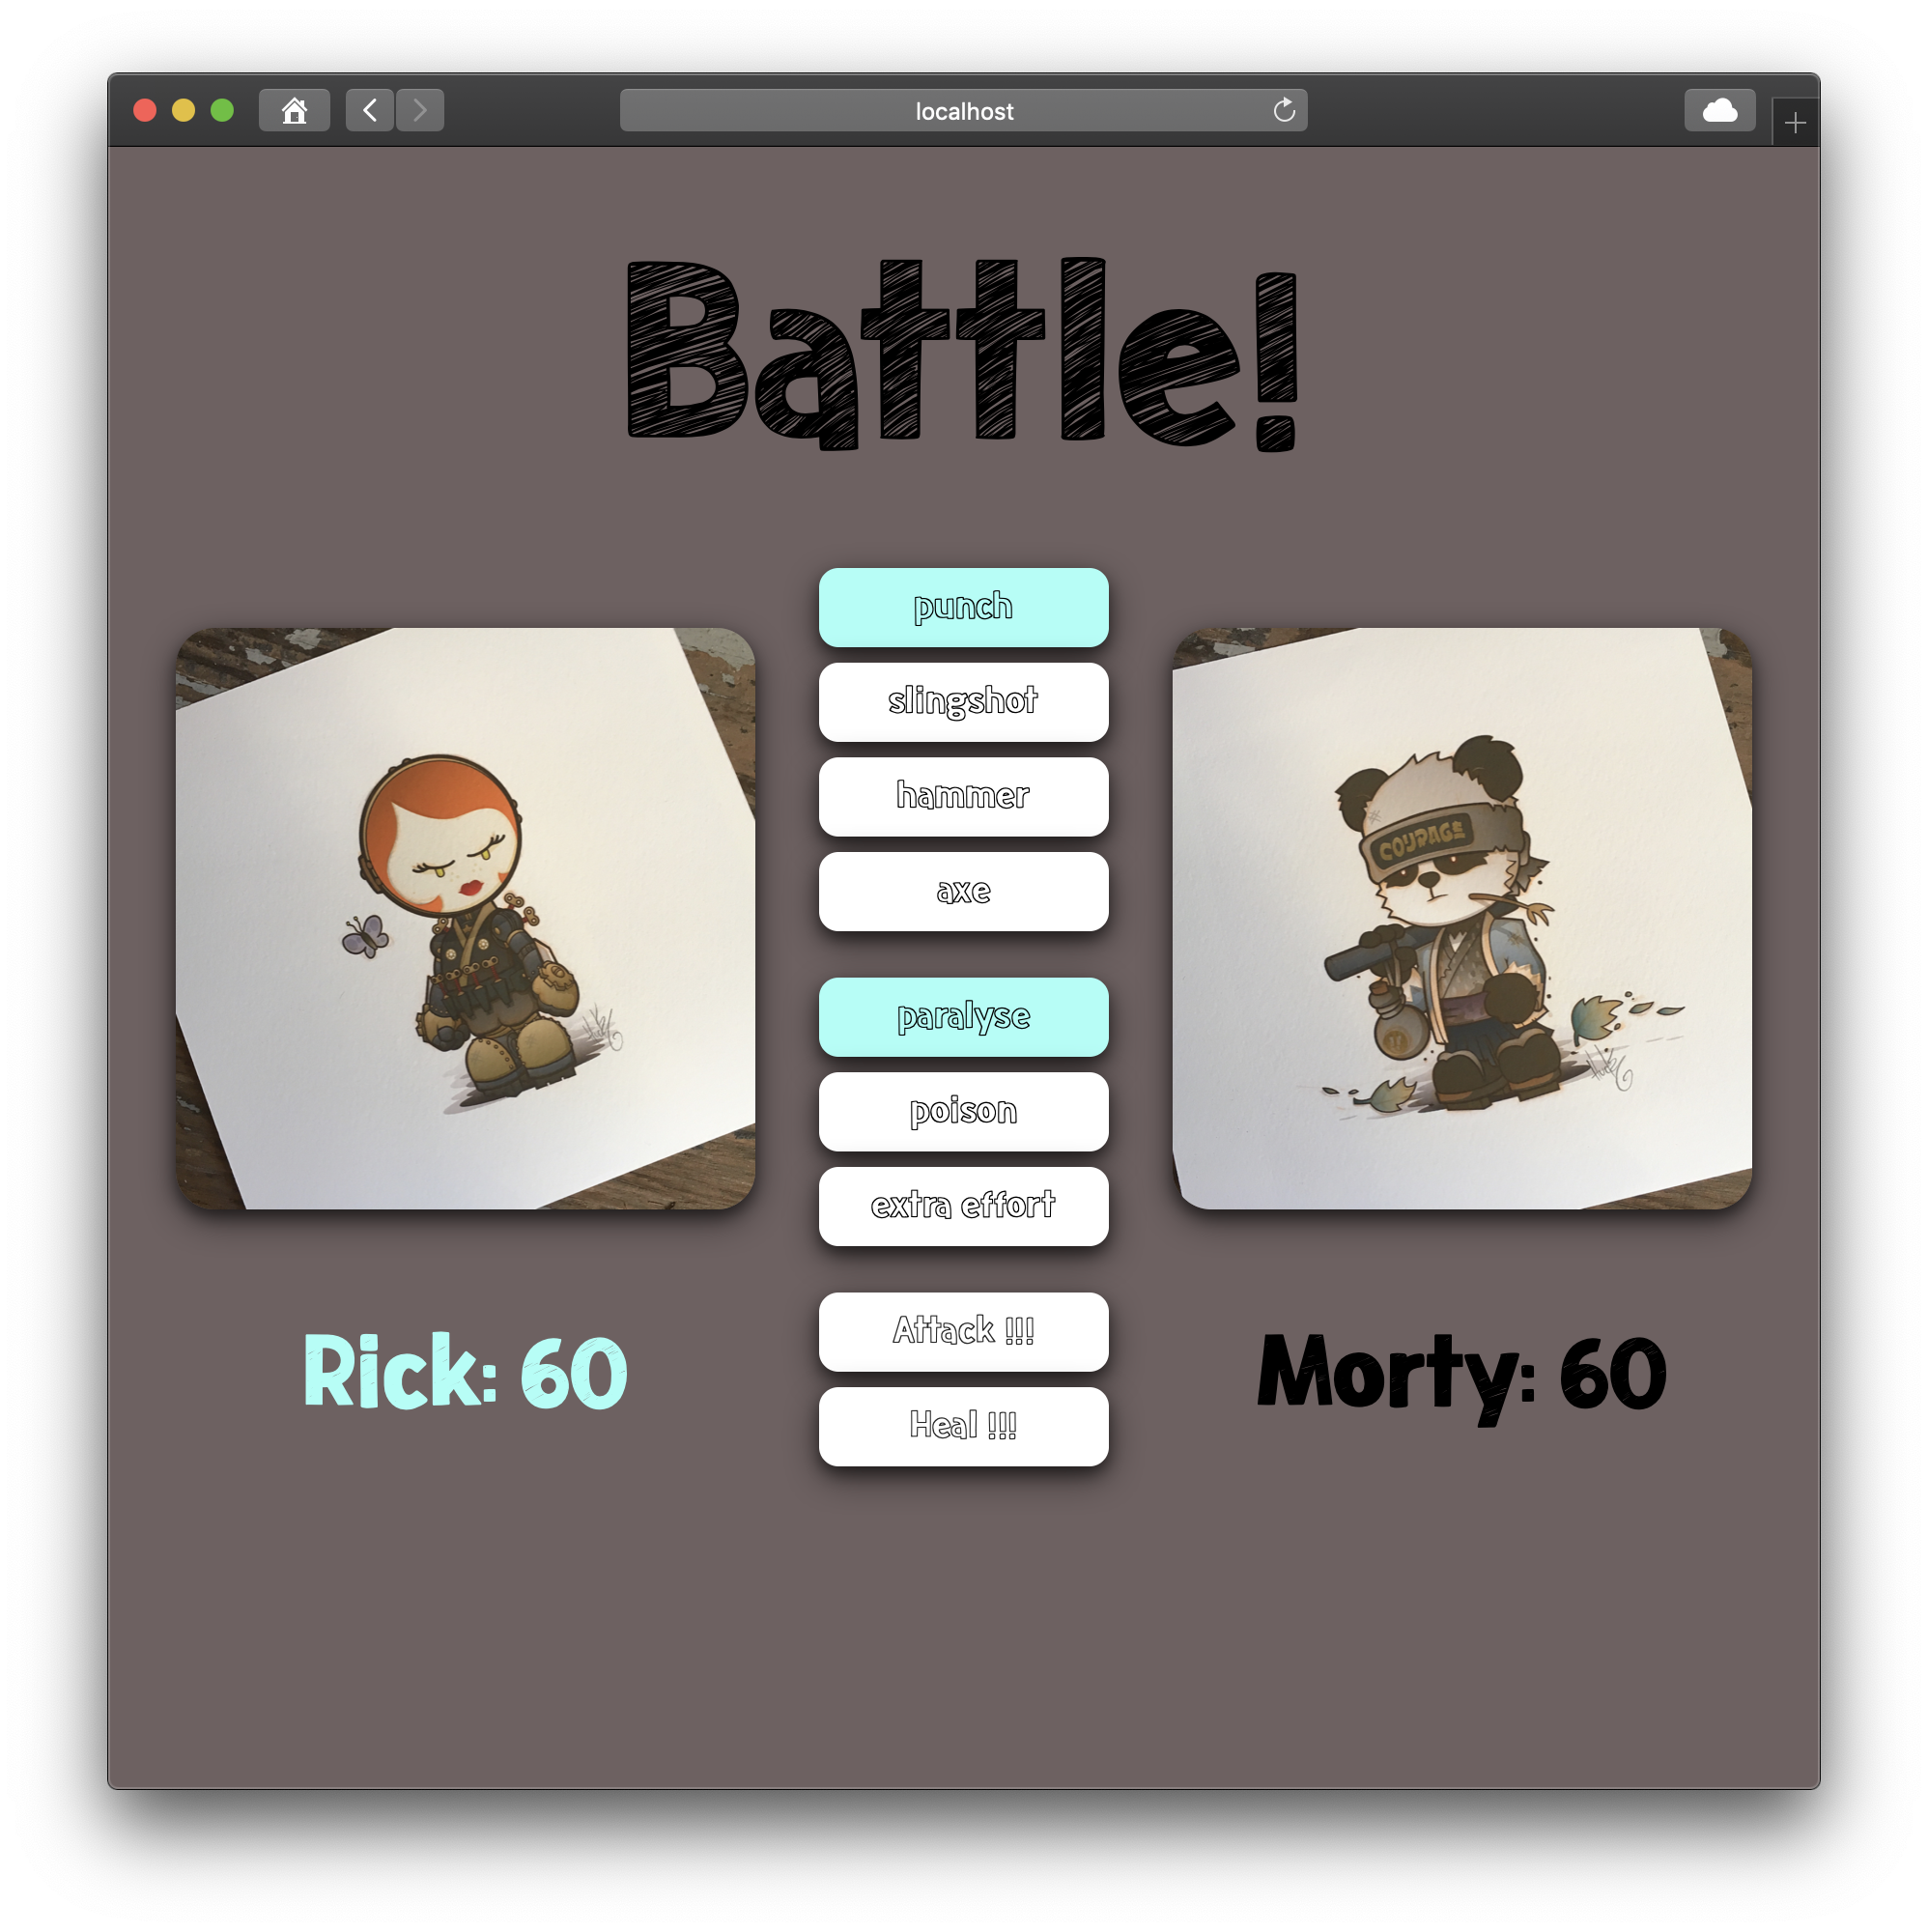 localhost
Battle!
punch
slingshot
hammer
axe
COURAGE
paralyse
poison
extra effort
Attack !!!
Heal !!!
Rick: 60
Morty: 60